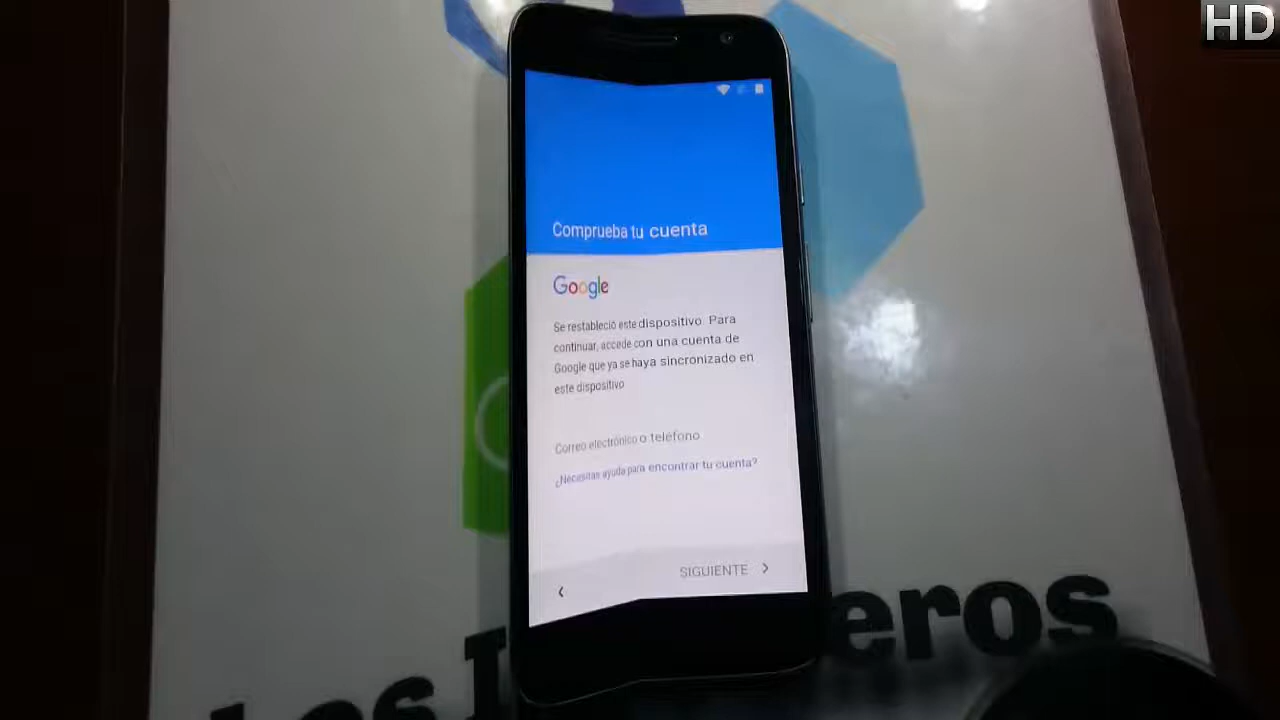 HD
Comprueba tu cuenta
Google
Se restableció este dispositivo. Para
continuar, accede con una cuenta de
Google que ya se haya sincronizado en
este dispositivo
Correo electrónico o teléfono
¿Necesitas ayuda para encontrar tu cuenta?
SIGUIENTE